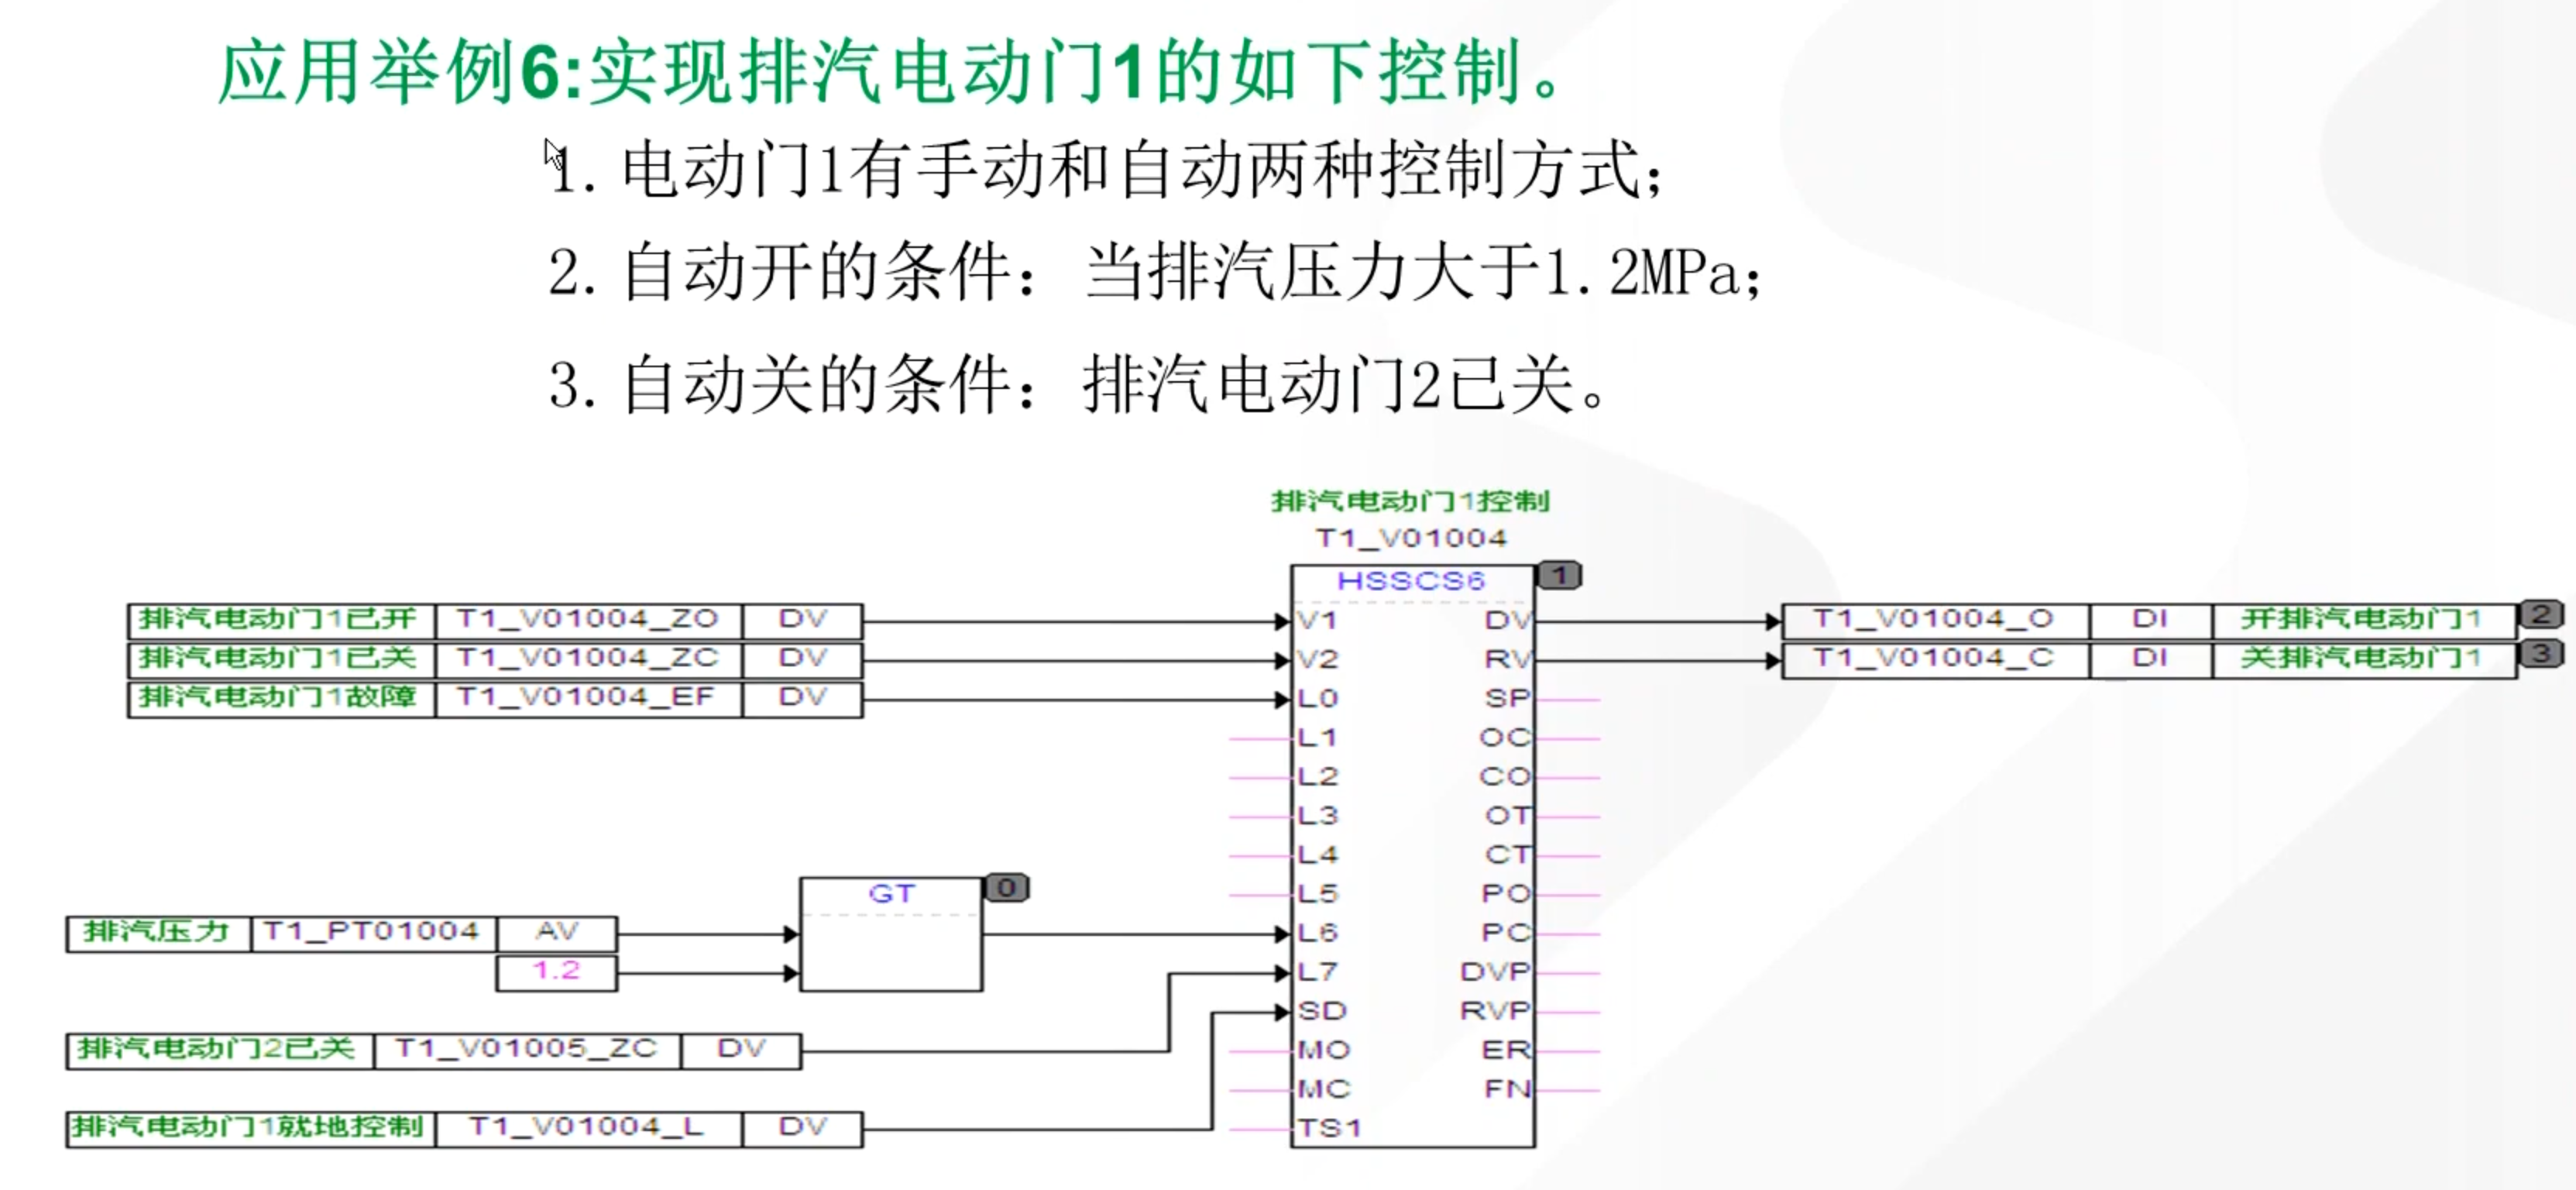 应用举例6:实现排汽电动门1的如下控制。
1. 电动门1有手动和自动两种控制方式；
2. 自动开的条件：当排汽压力大于1.2MPa；
3. 自动关的条件：排汽电动门2已关。
排汽电动门1控制
T1_V01004
HSSCS6 1
排汽电动门1已开 T1_V01004_ZO DV V1 DV T1_V01004_O DI 开排汽电动门1 2
排汽电动门1已关 T1_V01004_ZC DV V2 RV T1_V01004_C DI 关排汽电动门1 3
排汽电动门1故障 T1_V01004_EF DV L0 SP
L1 OC
L2 CO
L3 OT
L4 CT
GT 0 L5 PO
排汽压力 T1_PT01004 AV L6 PC
1.2 L7 DVP
SD RVP
排汽电动门2已关 T1_V01005_ZC DV MO ER
MC FN
排汽电动门1就地控制 T1_V01004_L DV TS1